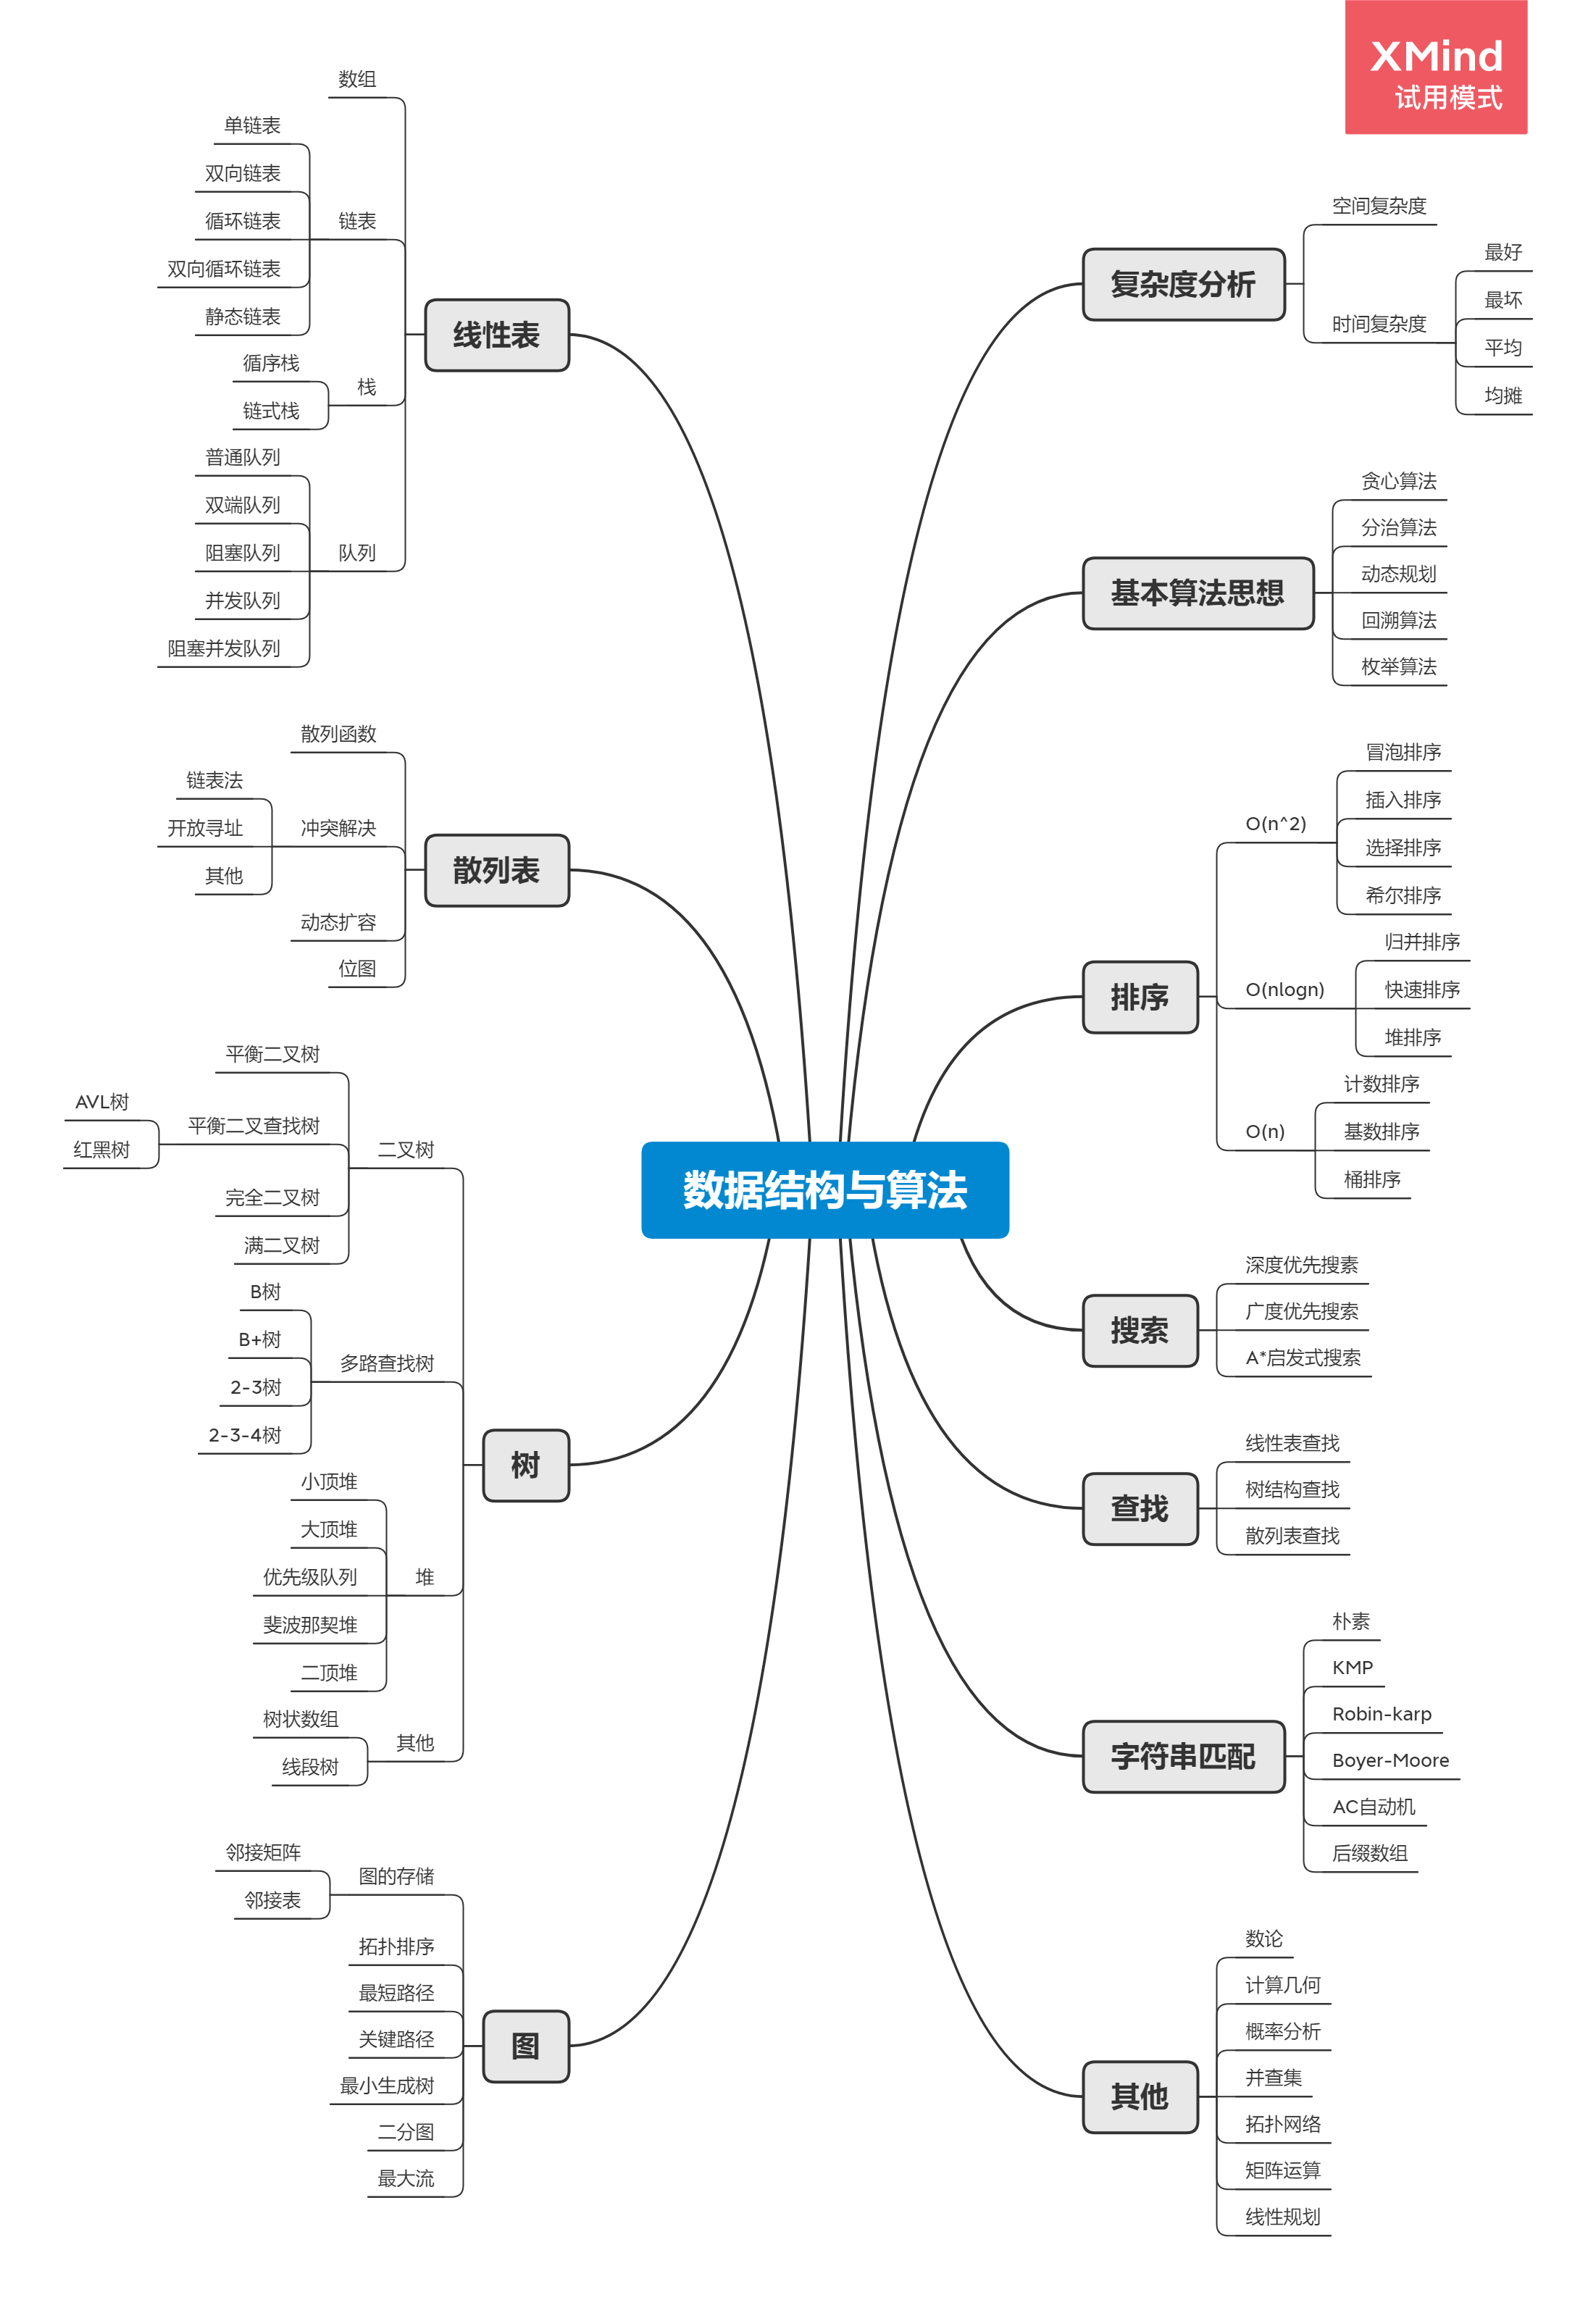 XMind
试用模式
数据结构与算法
复杂度分析
空间复杂度
时间复杂度
最好
最坏
平均
均摊
基本算法思想
贪心算法
分治算法
动态规划
回溯算法
枚举算法
排序
O(n^2)
冒泡排序
插入排序
选择排序
希尔排序
O(nlogn)
归并排序
快速排序
堆排序
O(n)
计数排序
基数排序
桶排序
搜索
深度优先搜素
广度优先搜索
A*启发式搜索
查找
线性表查找
树结构查找
散列表查找
字符串匹配
朴素
KMP
Robin-karp
Boyer-Moore
AC自动机
后缀数组
其他
数论
计算几何
概率分析
并查集
拓扑网络
矩阵运算
线性规划
线性表
数组
链表
单链表
双向链表
循环链表
双向循环链表
静态链表
栈
循序栈
链式栈
队列
普通队列
双端队列
阻塞队列
并发队列
阻塞并发队列
散列表
散列函数
冲突解决
链表法
开放寻址
其他
动态扩容
位图
树
二叉树
平衡二叉树
平衡二叉查找树
AVL树
红黑树
完全二叉树
满二叉树
多路查找树
B树
B+树
2-3树
2-3-4树
堆
小顶堆
大顶堆
优先级队列
斐波那契堆
二顶堆
其他
树状数组
线段树
图
图的存储
邻接矩阵
邻接表
拓扑排序
最短路径
关键路径
最小生成树
二分图
最大流